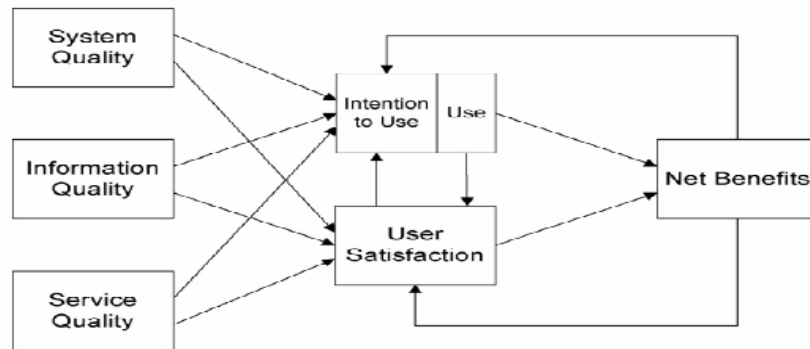 System
Quality
Intention
to Use
Use
Information
Quality
Net Benefits
User
Satisfaction
Service
Quality